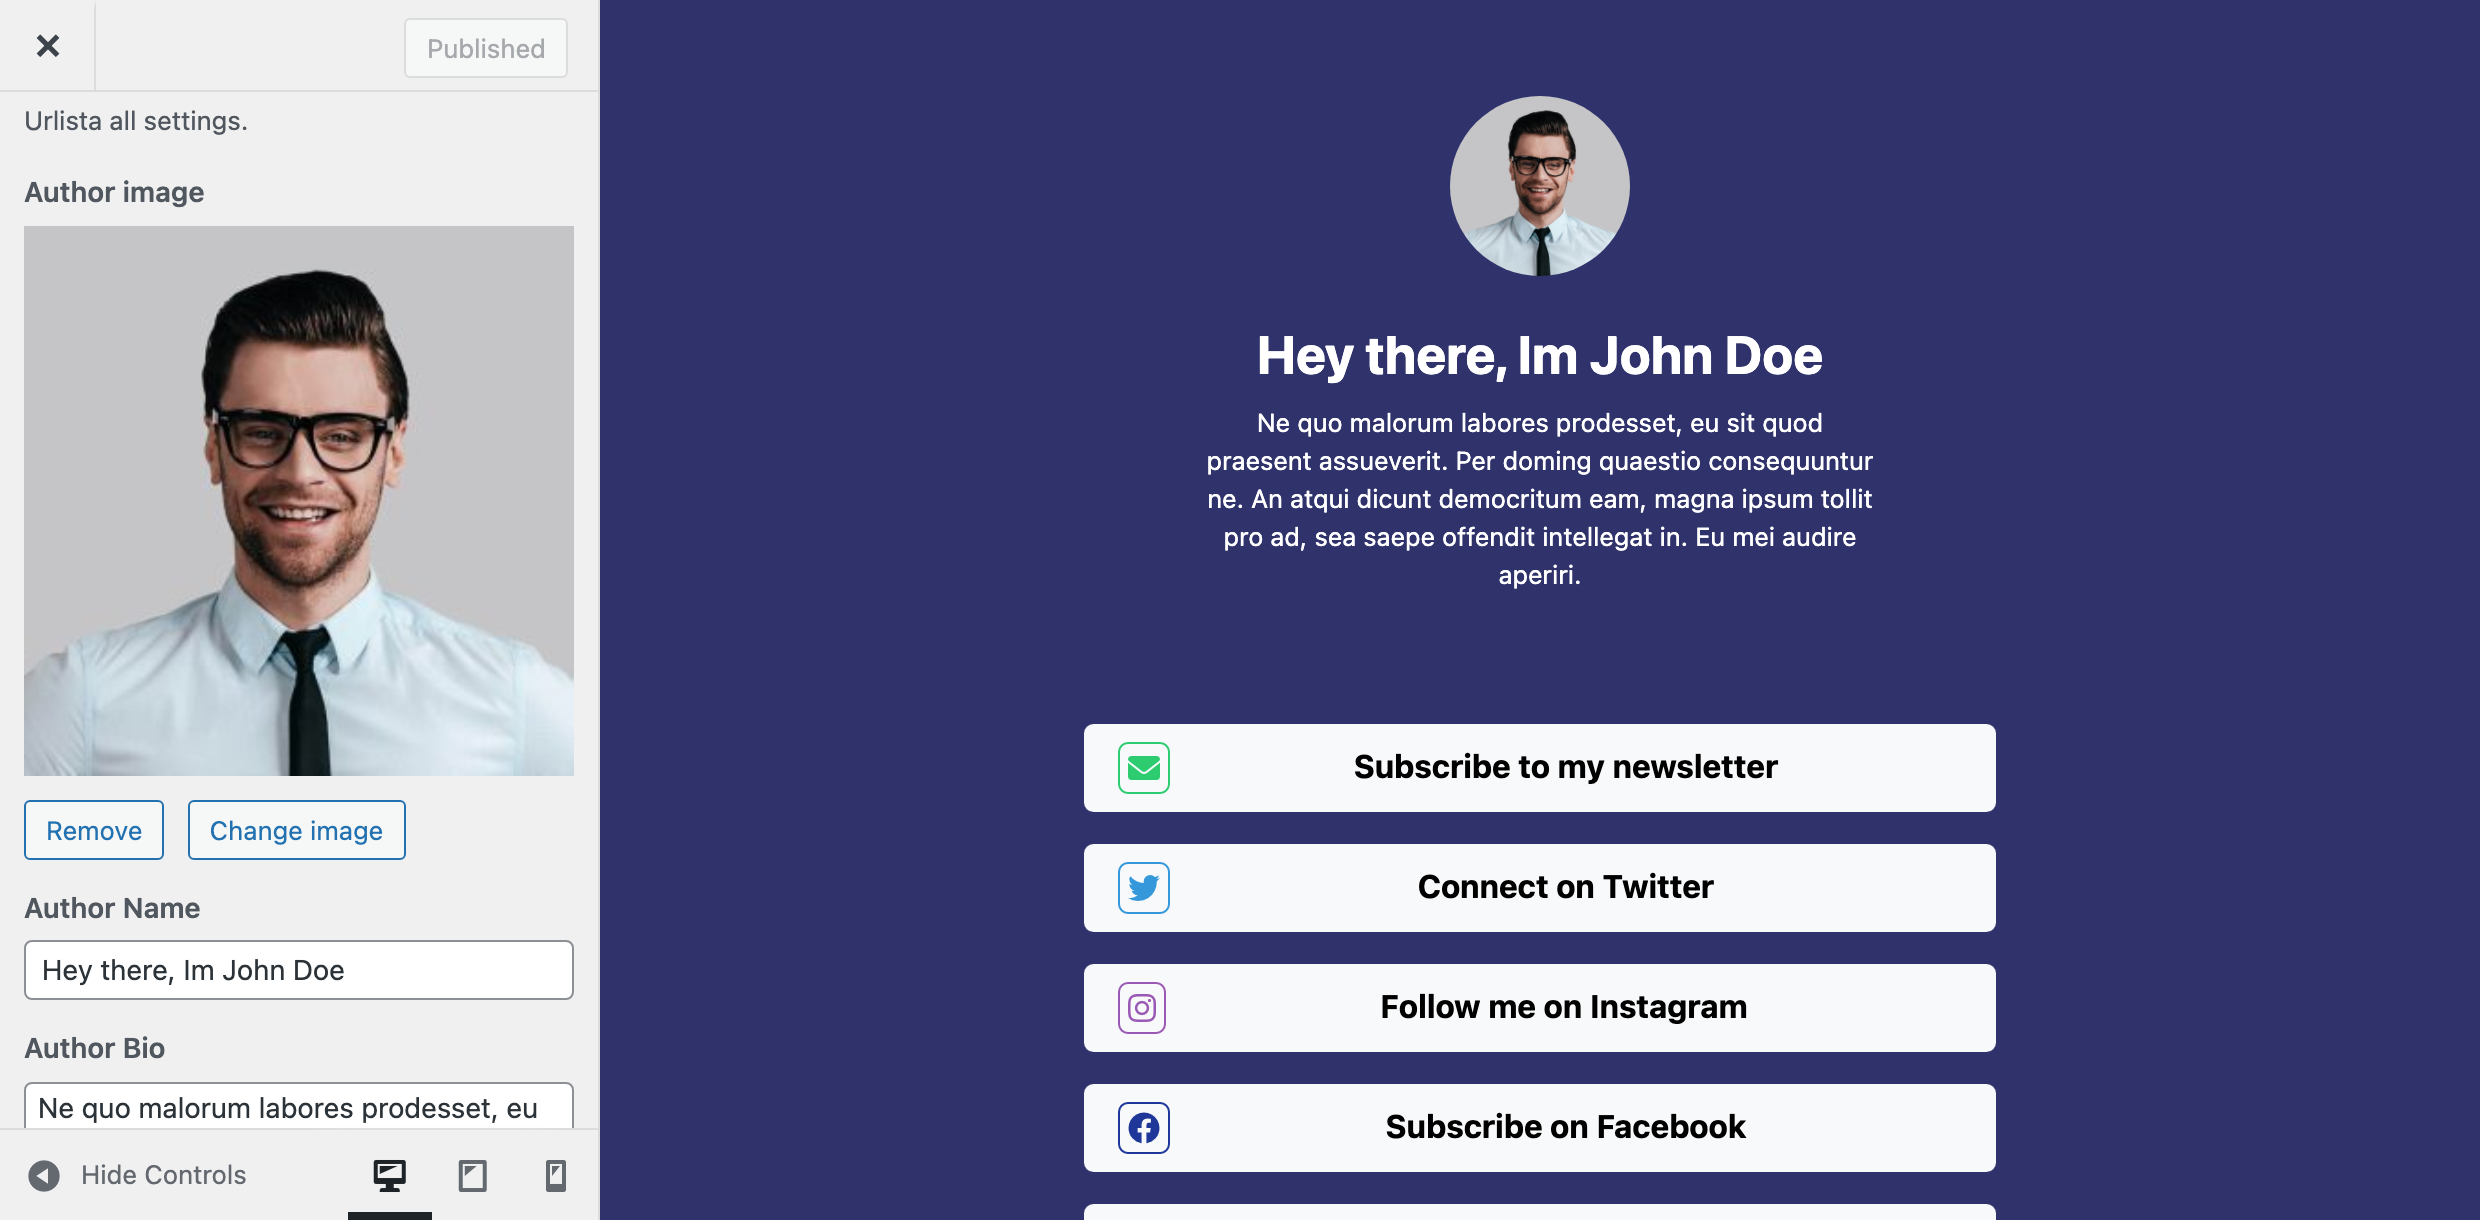 Published
Urlista all settings.
Author image
Remove
Change image
Author Name
Hey there, Im John Doe
Author Bio
Ne quo malorum labores prodesset, eu
Hide Controls
Hey there, Im John Doe
Ne quo malorum labores prodesset, eu sit quod
praesent assueverit. Per doming quaestio consequuntur
ne. An atqui dicunt democritum eam, magna ipsum tollit
pro ad, sea saepe offendit intellegat in. Eu mei audire
aperiri.
Subscribe to my newsletter
Connect on Twitter
Follow me on Instagram
Subscribe on Facebook